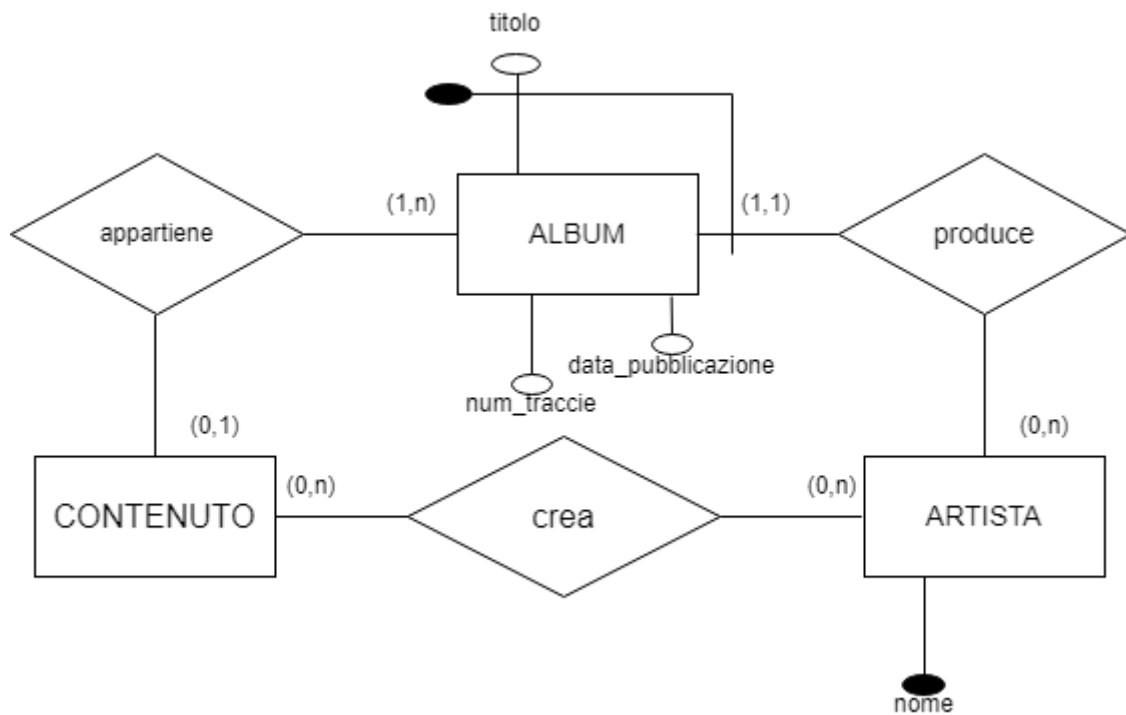 titolo
(1,n)
(1,1)
appartiene
ALBUM
produce
data_pubblicazione
num_traccie
(0,1)
(0,n)
(0,n)
(0,n)
CONTENUTO
crea
ARTISTA
nome